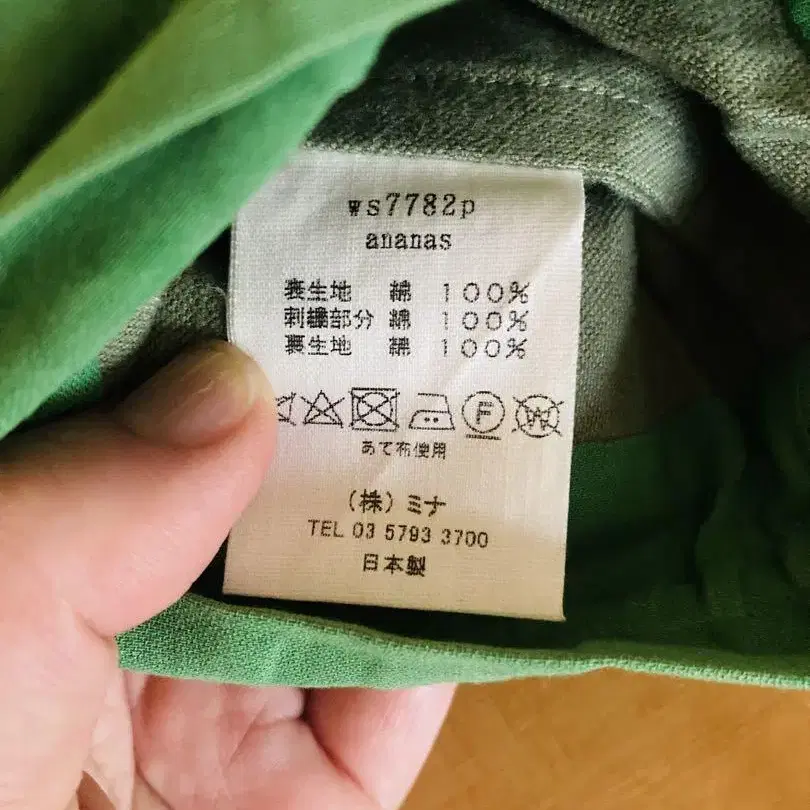 ws7782p
ananas
表生地 綿 100%
刺繍部分 綿 100%
裏生地 綿 100%
F W
あて布使用
(株)ミナ
TEL 03 5793 3700
日本製